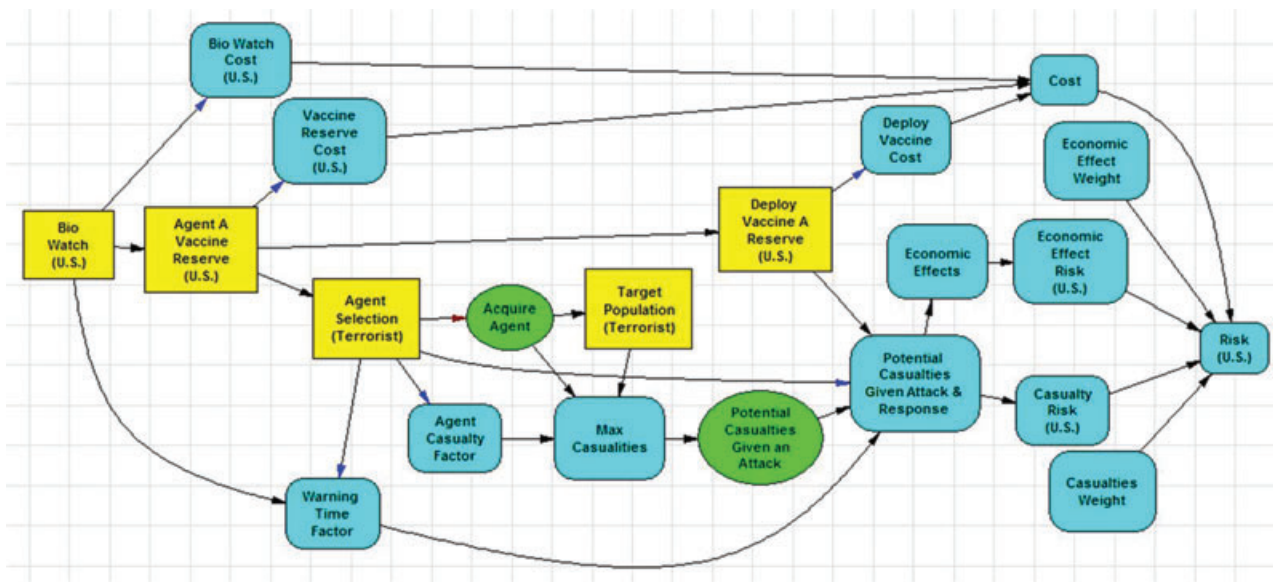 Bio Watch
Cost
(U.S.)
Vaccine
Reserve
Cost
(U.S.)
Cost
Deploy
Vaccine
Cost
Economic
Effect
Weight
Bio
Watch
(U.S.)
Agent A
Vaccine
Reserve
(U.S.)
Deploy
Vaccine A
Reserve
(U.S.)
Economic
Effects
Economic
Effect
Risk
(U.S.)
Agent
Selection
(Terrorist)
Acquire
Agent
Target
Population
(Terrorist)
Potential
Casualties
Given Attack &
Response
Risk
(U.S.)
Agent
Casualty
Factor
Max
Casualities
Potential
Casualties
Given an
Attack
Casualty
Risk
(U.S.)
Casualties
Weight
Warning
Time
Factor